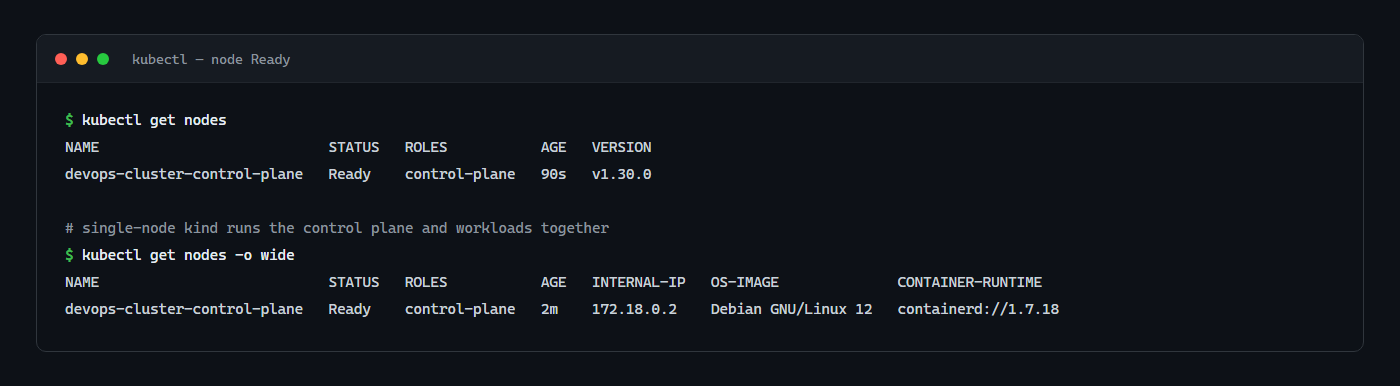 kubectl — node Ready
$ kubectl get nodes
NAME                            STATUS   ROLES           AGE   VERSION
devops-cluster-control-plane   Ready    control-plane   90s   v1.30.0
# single-node kind runs the control plane and workloads together
$ kubectl get nodes -o wide
NAME                            STATUS   ROLES           AGE   INTERNAL-IP   OS-IMAGE              CONTAINER-RUNTIME
devops-cluster-control-plane   Ready    control-plane   2m    172.18.0.2    Debian GNU/Linux 12   containerd://1.7.18